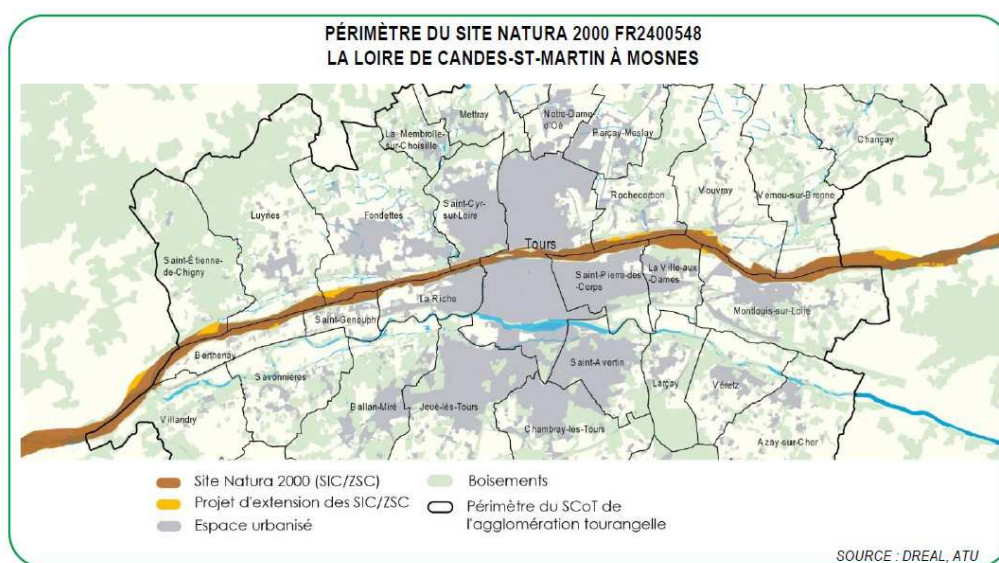 PÉRIMÈTRE DU SITE NATURA 2000 FR2400548
LA LOIRE DE CANDES-ST-MARTIN À MOSNES
Mettray
Notre-Dame-
d'Oé
La Membrolle-
sur-Choisille
Parçay-Meslay
Chançay
Luynes
Fondettes
Saint-Cyr-
sur-Loire
Rochecorbon
Vouvray
Vernou-sur-Brenne
Tours
Saint-Étienne-
de-Chigny
Saint-Pierre-des
-Corps
La Ville-aux
-Dames
La Riche
Montlouis-sur-Loire
Saint-Genouph
Berthenay
Savonnières
Saint-Avertin
Larçay
Véretz
Villandry
Ballan-Miré
Joué-lès-Tours
Chambray-lès-Tours
Azay-sur-Cher
Site Natura 2000 (SIC/ZSC)
Projet d'extension des SIC/ZSC
Espace urbanisé
Boisements
Périmètre du SCoT de
l'agglomération tourangelle
SOURCE : DREAL, ATU